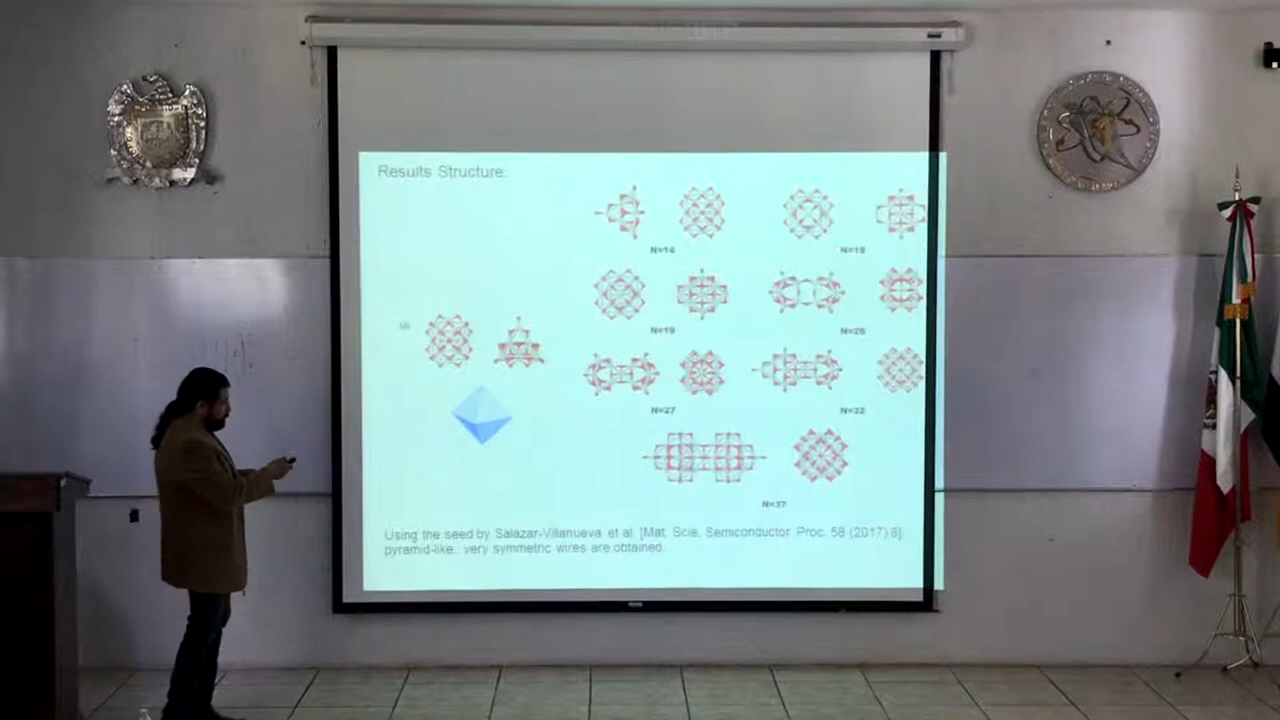 Results Structure.
N=14
N=18
N=19
N=26
N=27
N=32
N=37
Using the seed by Salazar-Villanueva et al. [Mat. Scie. Semiconductor Proc. 58 (2017) 8]
pyramid-like, very symmetric wires are obtained.